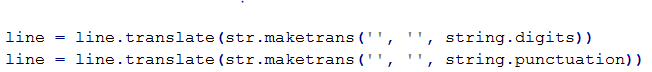 line = line.translate(str.maketrans('', '', string.digits))
line = line.translate(str.maketrans('', '', string.punctuation))